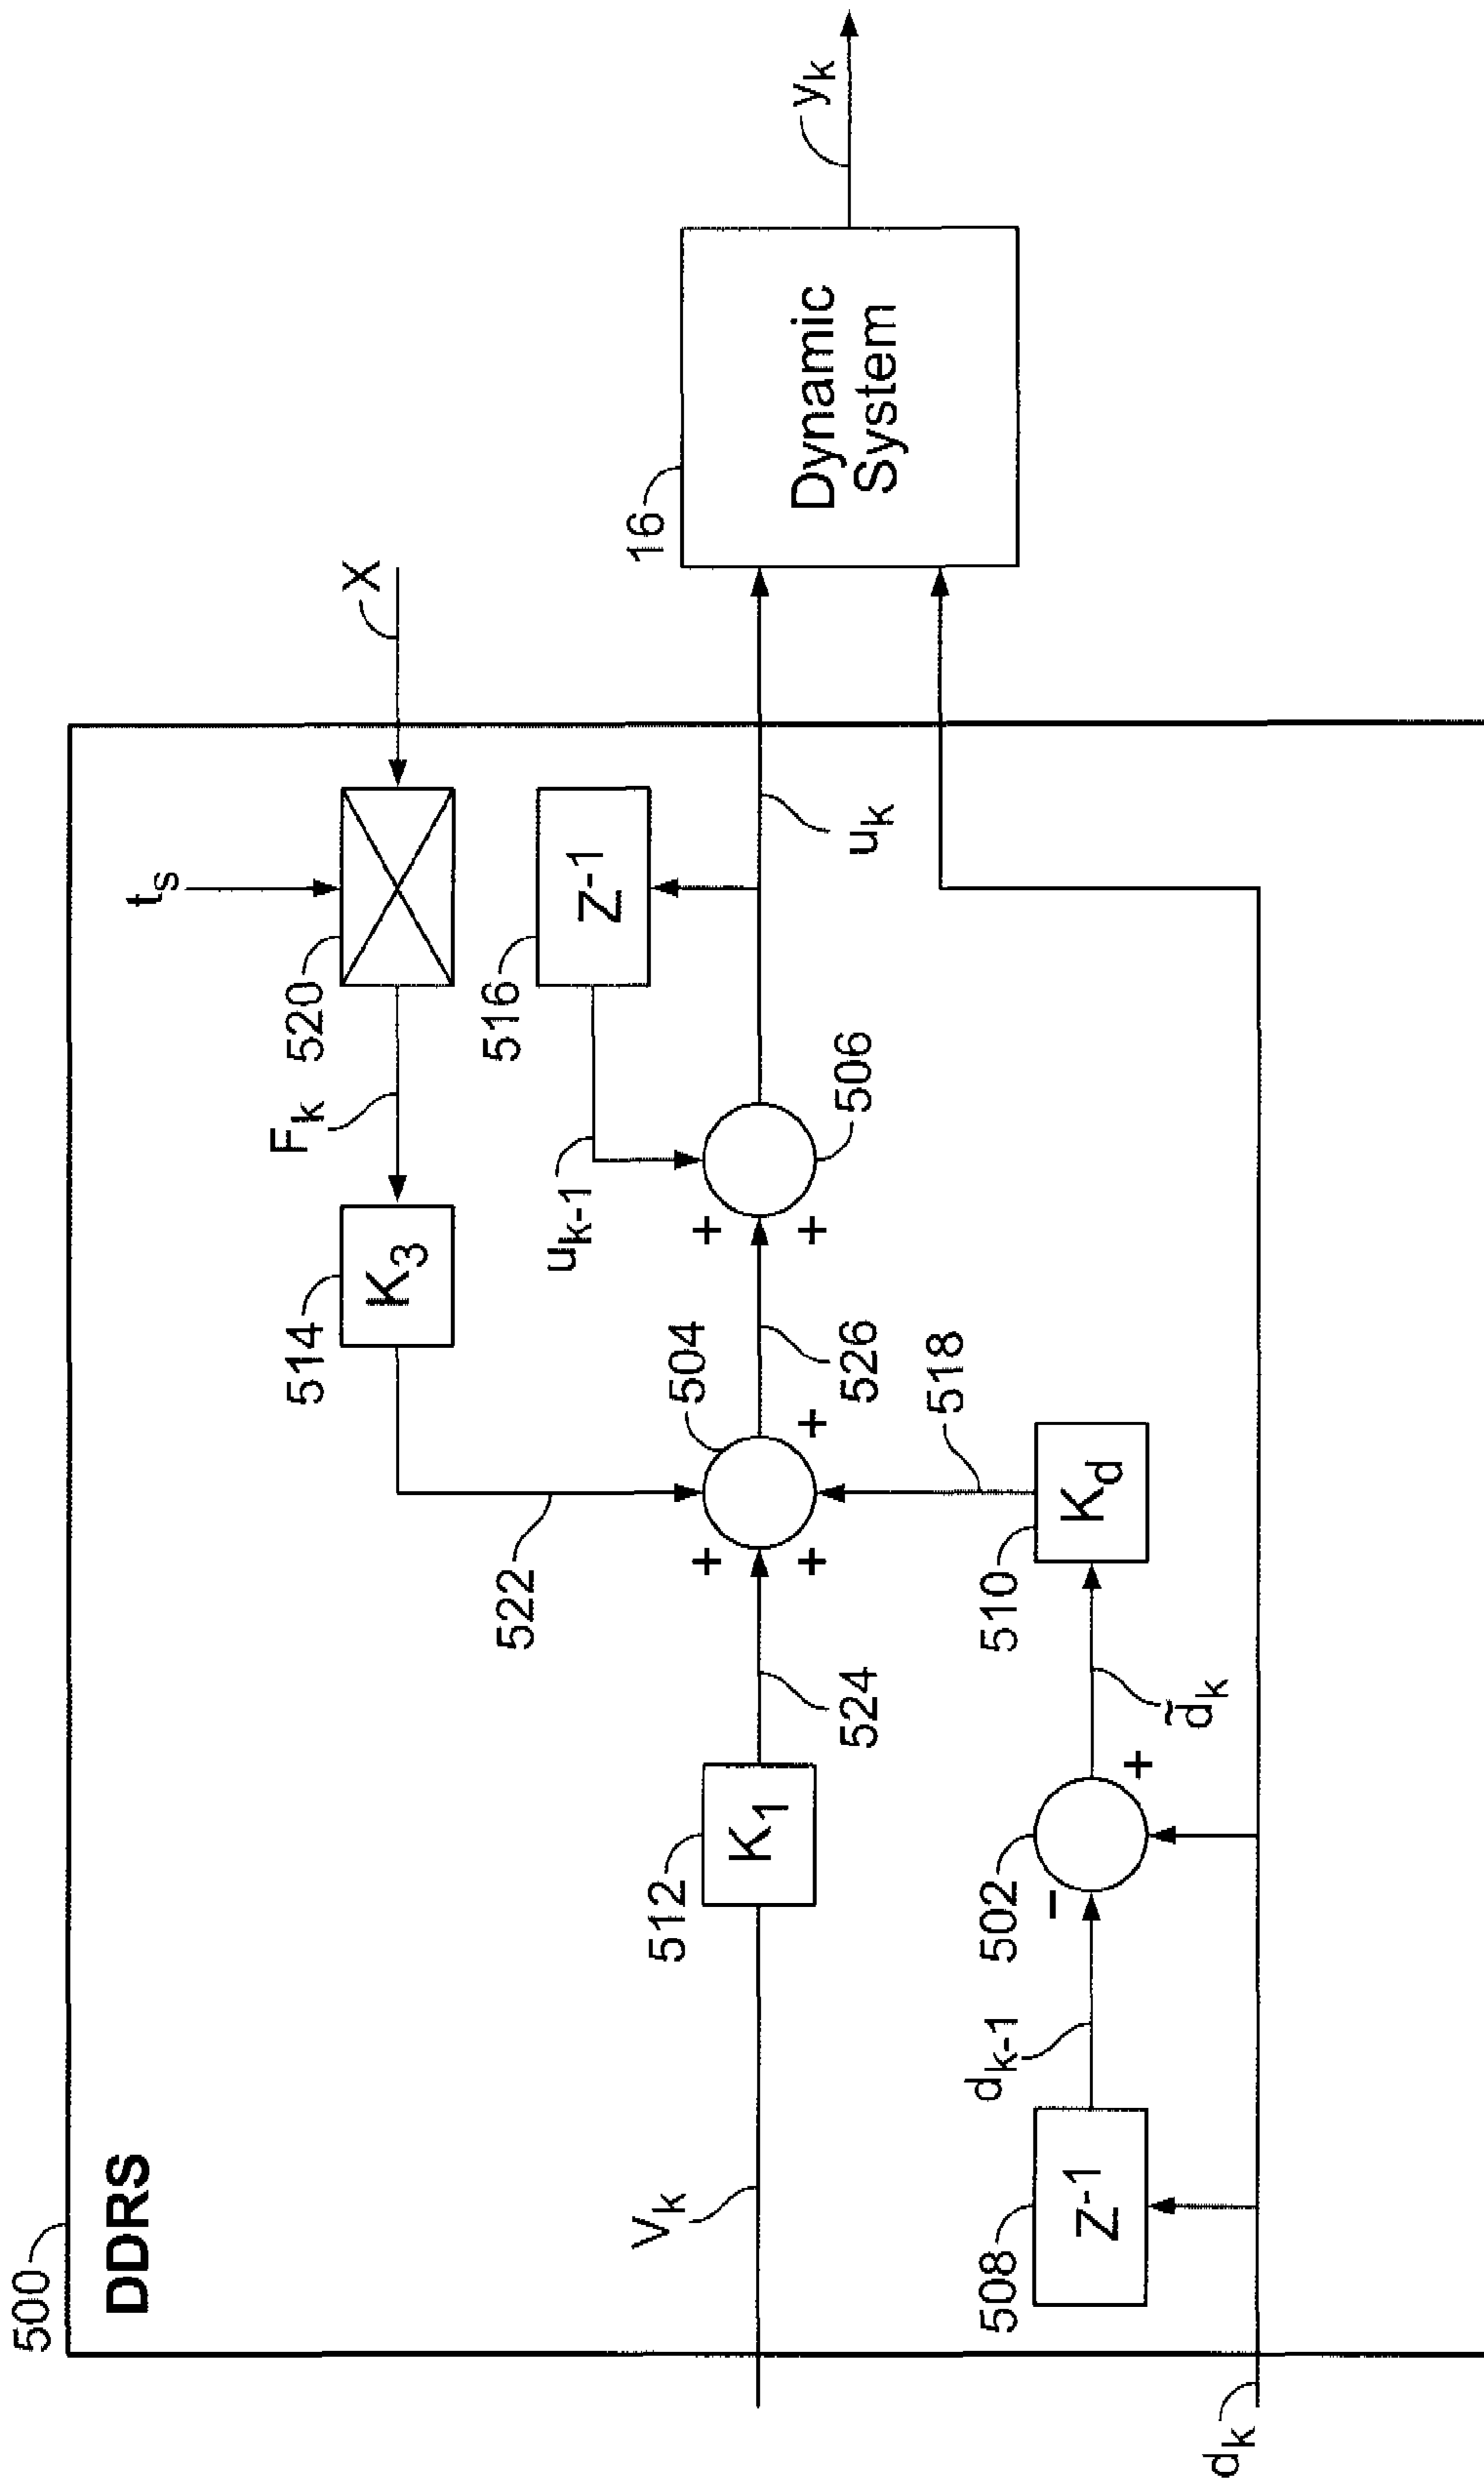 500
DDRS
t_s
X
520
F_k
514
K_3
516
Z^-1
u_k-1
522
504
506
u_k
16
Dynamic
System
y_k
V_k
512
K_1
524
+
+
+
526
+
+
518
508
Z^-1
d_k-1
502
−
+
d̃_k
510
K_d
d_k